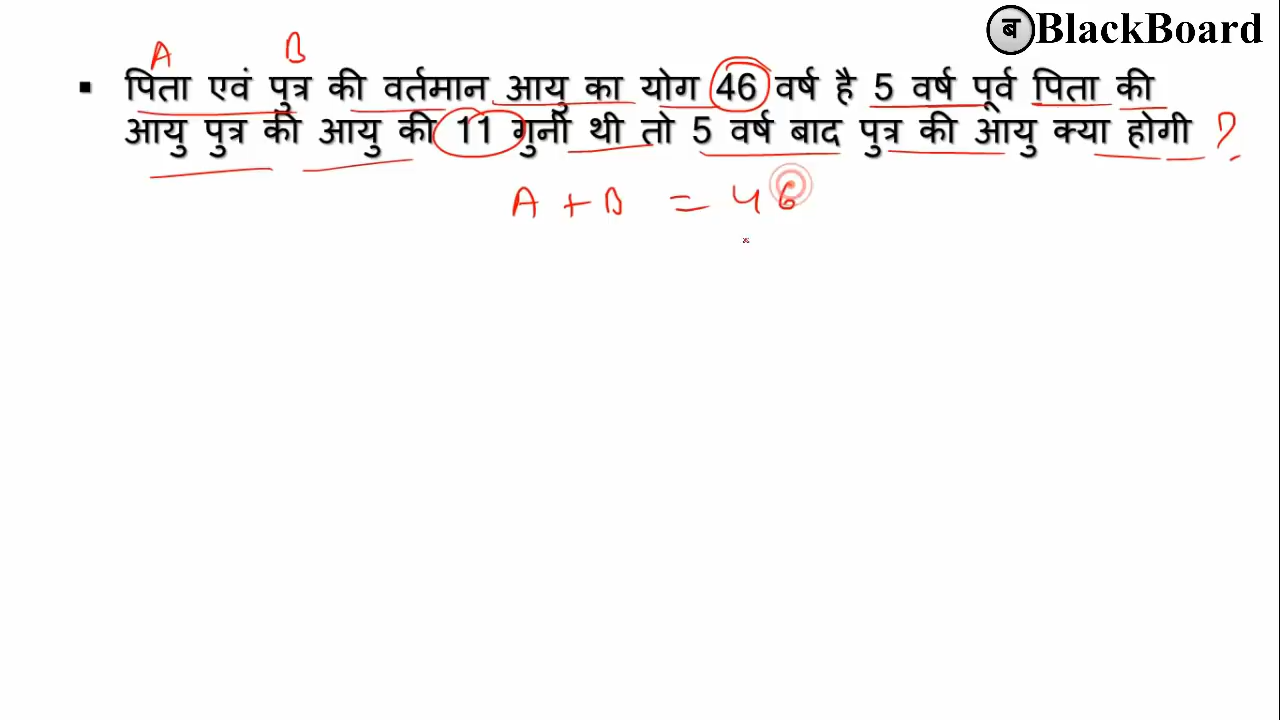 ब BlackBoard
A B
▪ पिता एवं पुत्र की वर्तमान आयु का योग 46 वर्ष है 5 वर्ष पूर्व पिता की
आयु पुत्र की आयु की 11 गुनी थी तो 5 वर्ष बाद पुत्र की आयु क्या होगी ?
A + B = 46